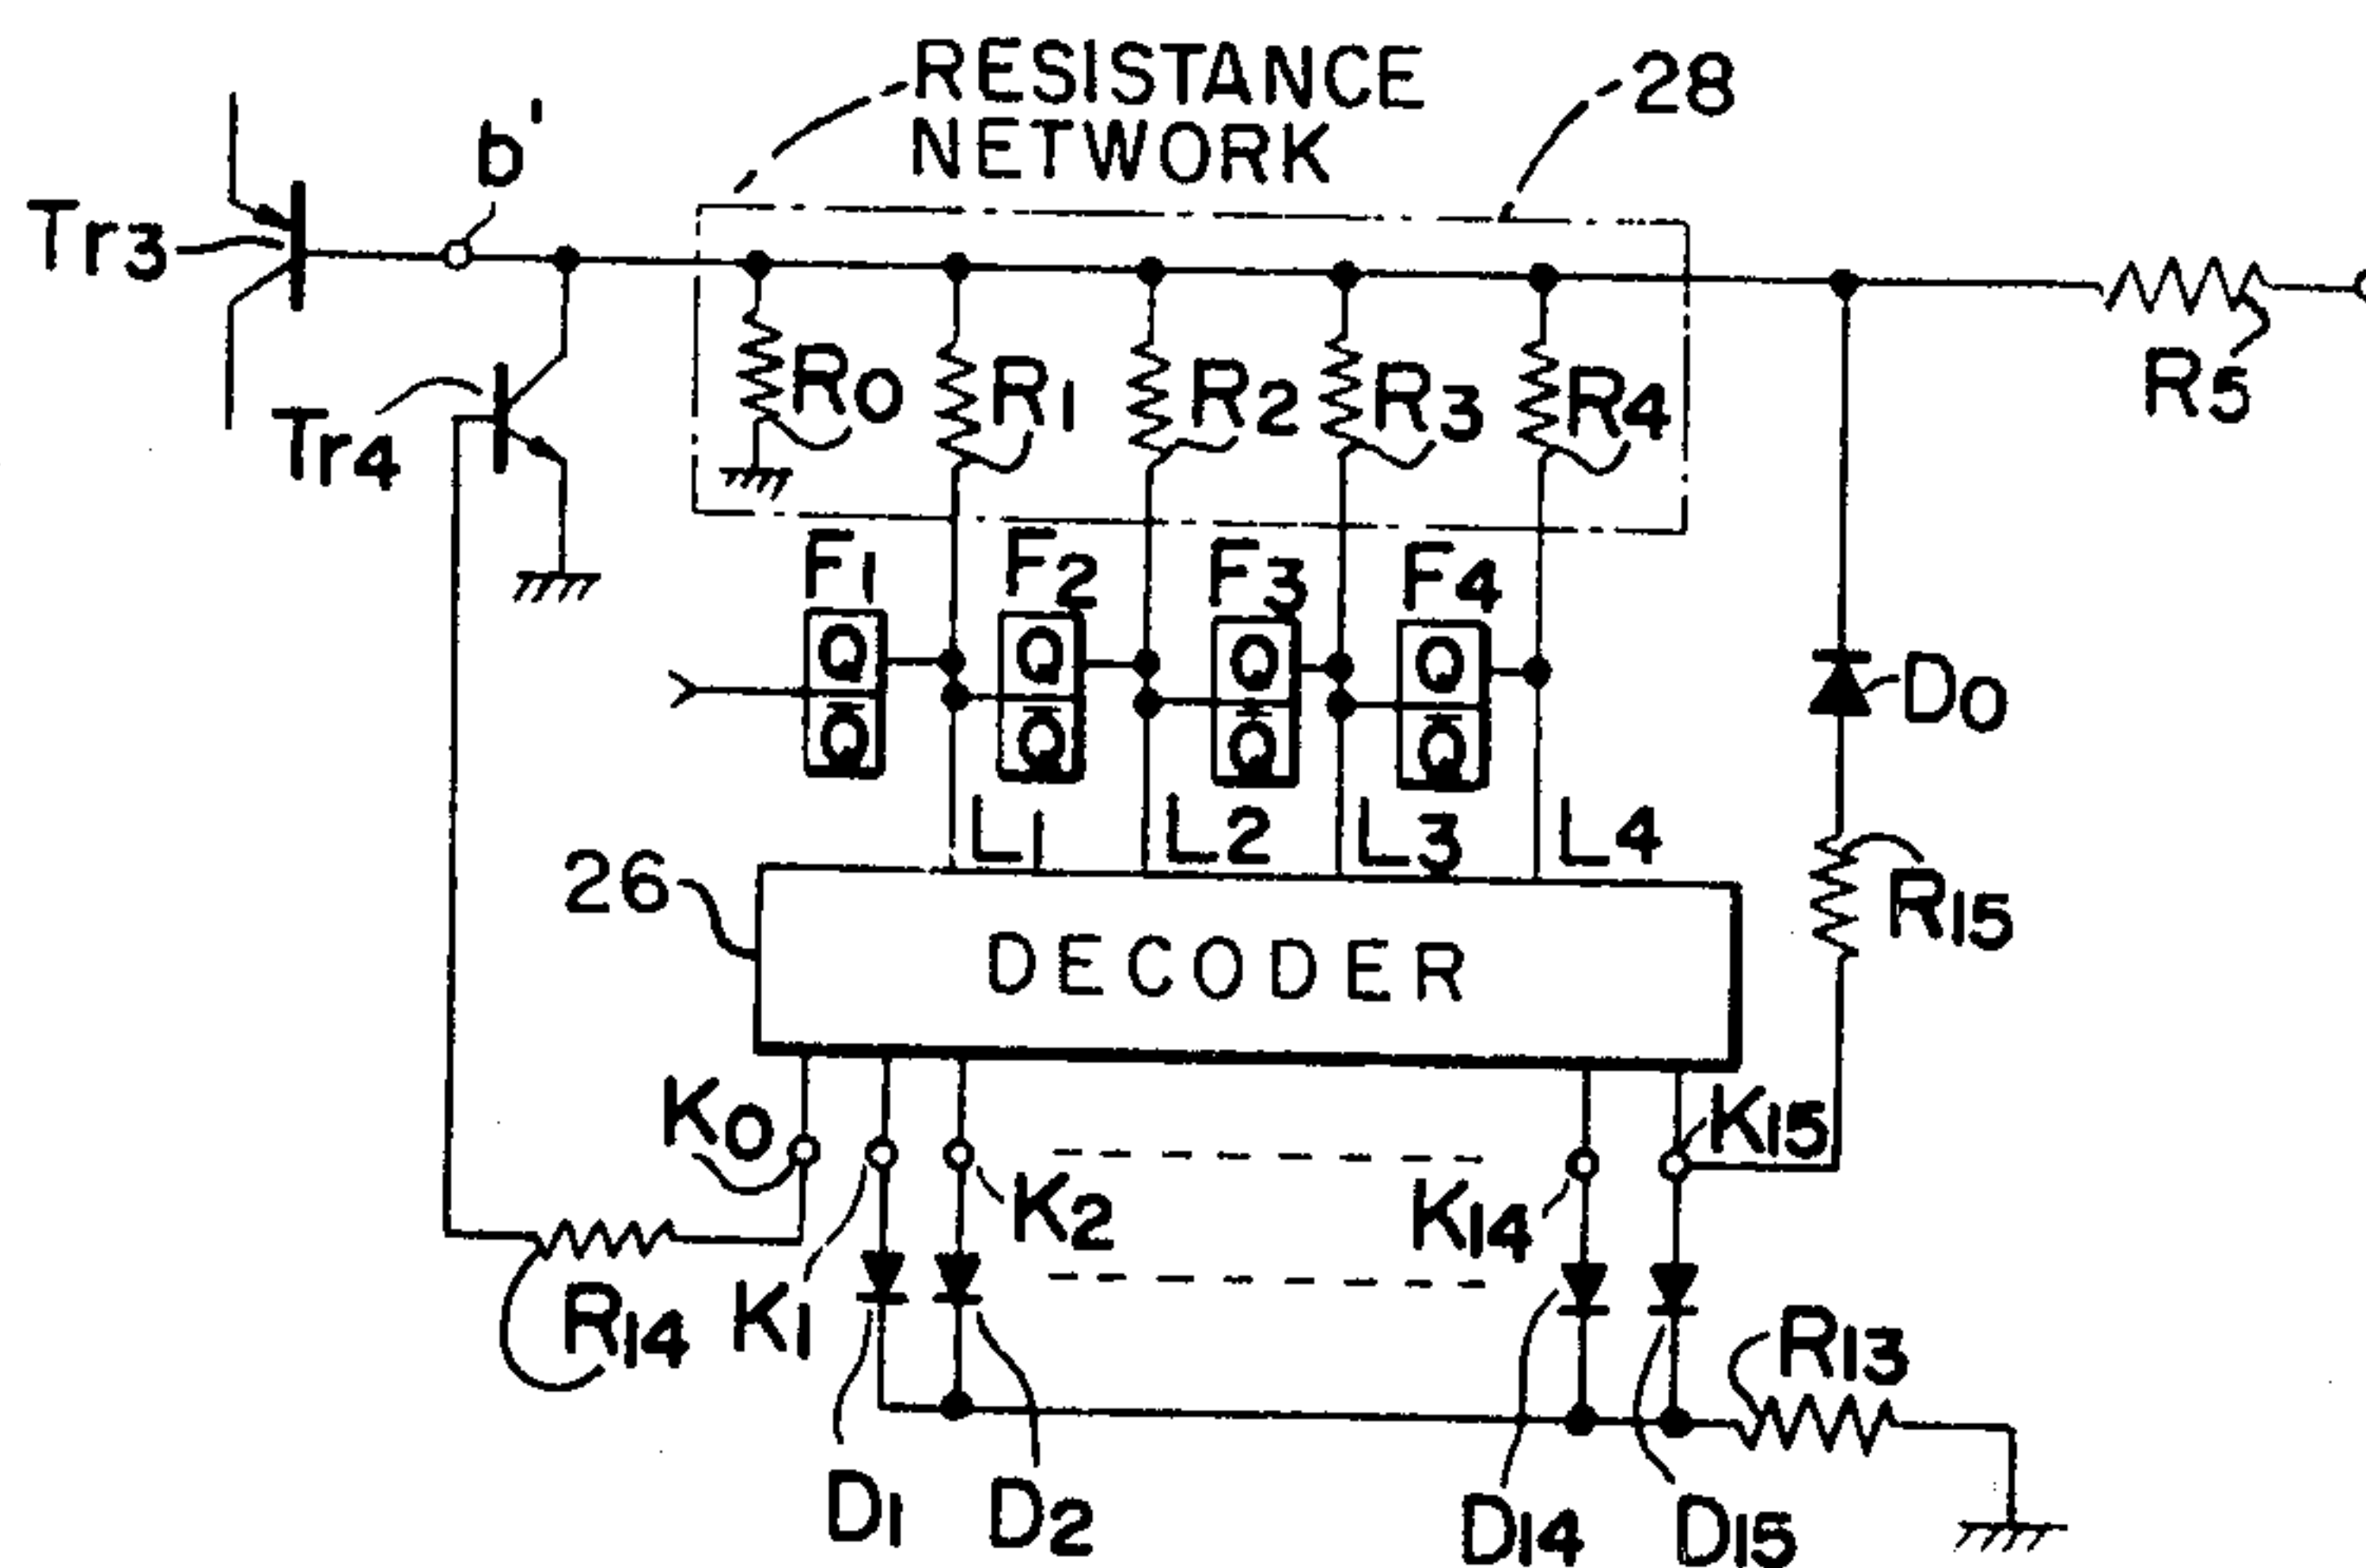 RESISTANCE
NETWORK
28
b'
Tr3
Tr4
R0
R1
R2
R3
R4
R5
F1
F2
F3
F4
Q
Q
Q
Q
Q̅
Q̅
Q̅
Q̅
D0
L1
L2
L3
L4
26
DECODER
R15
K0
K1
K2
K14
K15
R14
R13
D1
D2
D14
D15